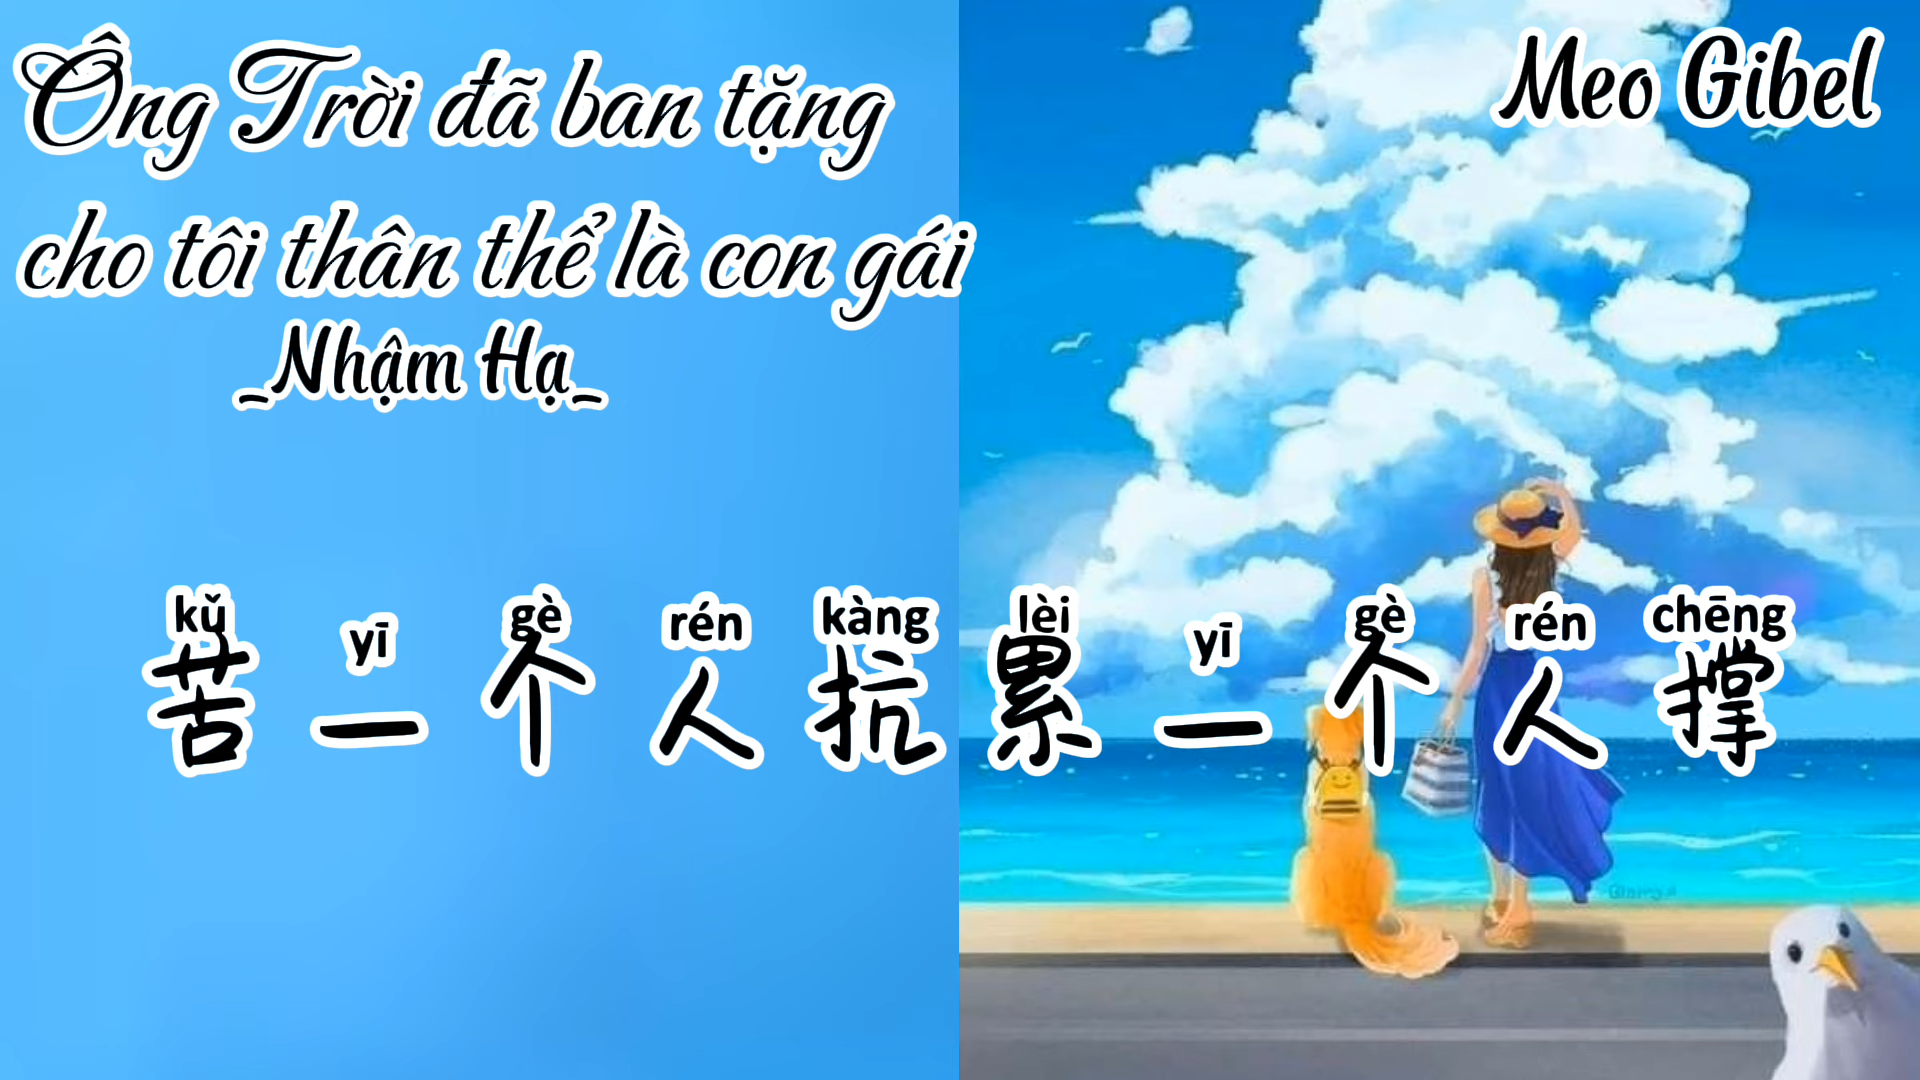 Ông Trời đã ban tặng
cho tôi thân thể là con gái
_Nhậm Hạ_
Meo Gibel
kǔ yī gè rén kàng lèi yī gè rén chēng
苦一个人抗累一个人撑